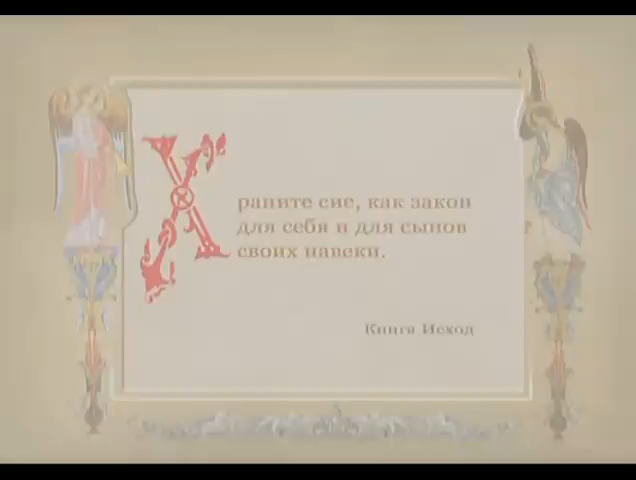 Храните сие, как закон
для себя и для сынов
своих навеки.
Книга Исход